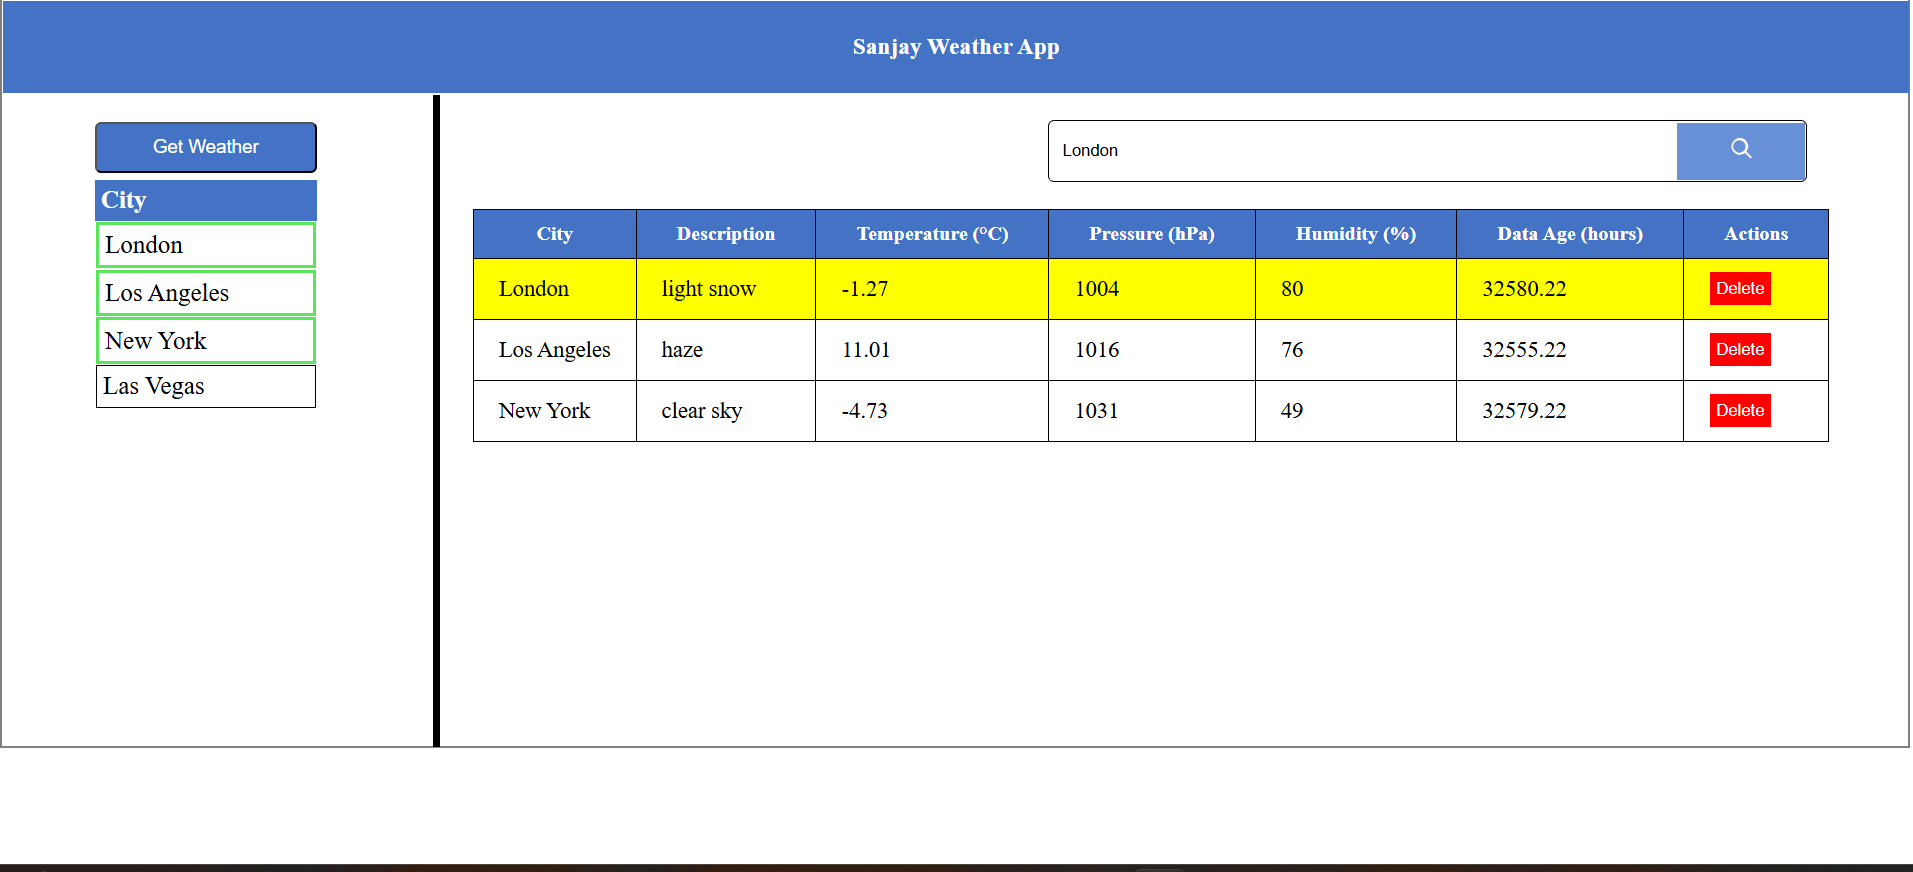 Sanjay Weather App
Get Weather
City
London
Los Angeles
New York
Las Vegas
London
City Description Temperature (°C) Pressure (hPa) Humidity (%) Data Age (hours) Actions
London light snow -1.27 1004 80 32580.22 Delete
Los Angeles haze 11.01 1016 76 32555.22 Delete
New York clear sky -4.73 1031 49 32579.22 Delete